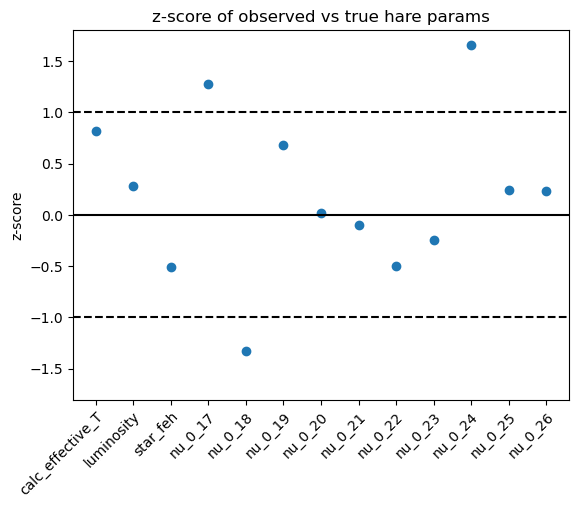 z-score of observed vs true hare params
z-score
1.5
1.0
0.5
0.0
−0.5
−1.0
−1.5
calc_effective_T
luminosity
star_feh
nu_0_17
nu_0_18
nu_0_19
nu_0_20
nu_0_21
nu_0_22
nu_0_23
nu_0_24
nu_0_25
nu_0_26